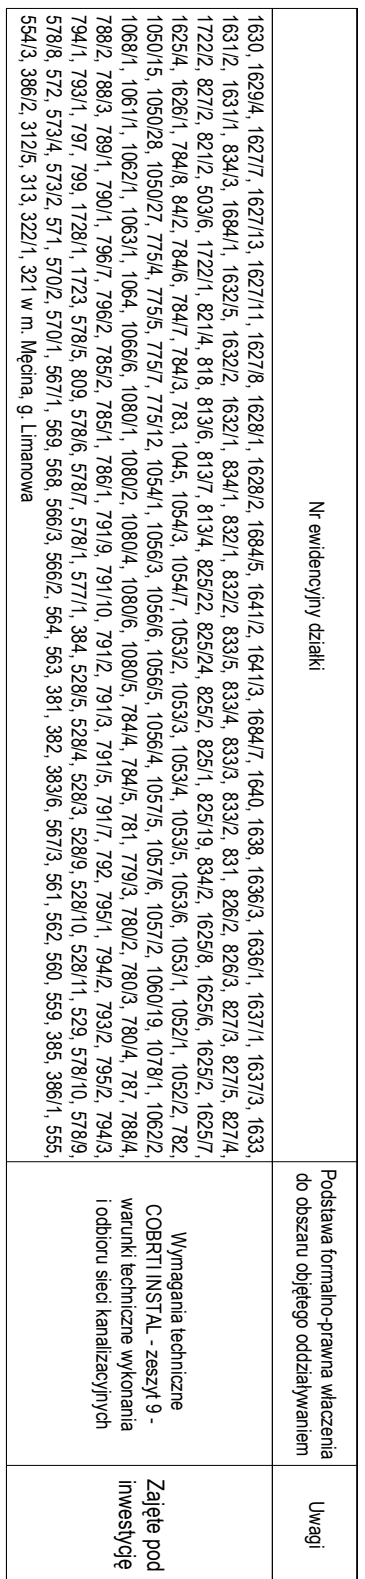 Nr ewidencyjny działki
Podstawa formalno-prawna właczenia
do obszaru objętego oddziaływaniem
Uwagi
1630, 1629/4, 1627/7, 1627/13, 1627/11, 1627/8, 1628/1, 1628/2, 1684/5, 1641/2, 1641/3, 1684/7, 1640, 1638, 1636/3, 1636/1, 1637/1, 1637/3, 1633,
1631/2, 1631/1, 834/3, 1684/1, 1632/5, 1632/2, 1632/1, 834/1, 832/1, 832/2, 833/5, 833/4, 833/3, 833/2, 831, 826/2, 826/3, 827/3, 827/5, 827/4,
1722/2, 827/2, 821/2, 503/6, 1722/1, 821/4, 818, 813/6, 813/7, 813/4, 825/22, 825/24, 825/2, 825/1, 825/19, 834/2, 1625/8, 1625/6, 1625/2, 1625/7,
1625/4, 1626/1, 784/8, 84/2, 784/6, 784/7, 784/3, 783, 1045, 1054/3, 1054/7, 1053/2, 1053/3, 1053/4, 1053/5, 1053/6, 1053/1, 1052/1, 1052/2, 782,
1050/15, 1050/28, 1050/27, 775/4, 775/5, 775/7, 775/12, 1054/1, 1056/3, 1056/6, 1056/5, 1056/4, 1057/5, 1057/6, 1057/2, 1060/19, 1078/1, 1062/2,
1068/1, 1061/1, 1062/1, 1063/1, 1064, 1066/6, 1080/1, 1080/2, 1080/4, 1080/6, 1080/5, 784/4, 784/5, 781, 779/3, 780/2, 780/3, 780/4, 787, 788/4,
788/2, 788/3, 789/1, 790/1, 796/7, 796/2, 785/2, 785/1, 786/1, 791/9, 791/10, 791/2, 791/3, 791/5, 791/7, 792, 795/1, 794/2, 793/2, 795/2, 794/3,
794/1, 793/1, 797, 799, 1728/1, 1723, 578/5, 809, 578/6, 578/7, 578/1, 577/1, 384, 528/5, 528/4, 528/3, 528/9, 528/10, 528/11, 529, 578/10, 578/9,
578/8, 572, 573/4, 573/2, 571, 570/2, 570/1, 567/1, 569, 568, 566/3, 566/2, 564, 563, 381, 382, 383/6, 567/3, 561, 562, 560, 559, 385, 386/1, 555,
554/3, 386/2, 312/5, 313, 322/1, 321 w m. Męcina, g. Limanowa
Wymagania techniczne
COBRTI INSTAL - zeszyt 9 -
warunki techniczne wykonania
i odbioru sieci kanalizacyjnych
Zajęte pod
inwestycję